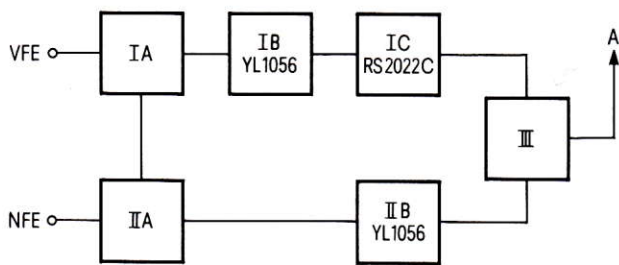 VFE
IA
IB
YL1056
IC
RS2022C
A
III
NFE
IIA
IIB
YL1056